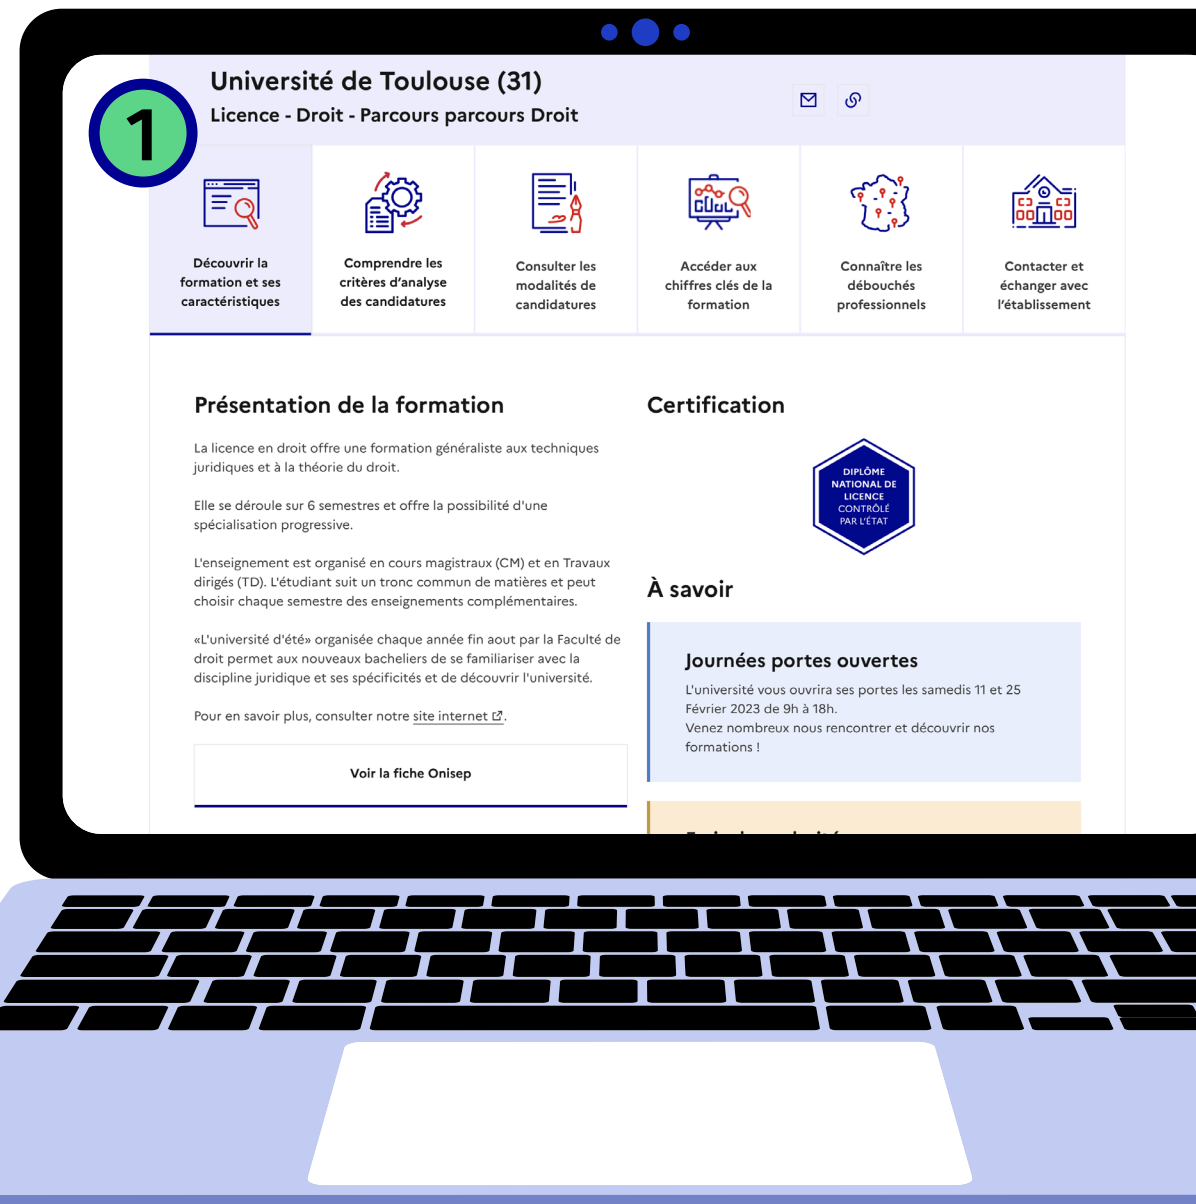 Université de Toulouse (31)
Licence - Droit - Parcours parcours Droit
1
Découvrir la
formation et ses
caractéristiques
Comprendre les
critères d'analyse
des candidatures
Consulter les
modalités de
candidatures
Accéder aux
chiffres clés de la
formation
Connaître les
débouchés
professionnels
Contacter et
échanger avec
l'établissement
Présentation de la formation
La licence en droit offre une formation généraliste aux techniques
juridiques et à la théorie du droit.
Elle se déroule sur 6 semestres et offre la possibilité d'une
spécialisation progressive.
L'enseignement est organisé en cours magistraux (CM) et en Travaux
dirigés (TD). L'étudiant suit un tronc commun de matières et peut
choisir chaque semestre des enseignements complémentaires.
«L'université d'été» organisée chaque année fin aout par la Faculté de
droit permet aux nouveaux bacheliers de se familiariser avec la
discipline juridique et ses spécificités et de découvrir l'université.
Pour en savoir plus, consulter notre site internet.
Voir la fiche Onisep
Certification
DIPLÔME
NATIONAL DE
LICENCE
CONTRÔLÉ
PAR L'ÉTAT
À savoir
Journées portes ouvertes
L'université vous ouvrira ses portes les samedis 11 et 25
Février 2023 de 9h à 18h.
Venez nombreux nous rencontrer et découvrir nos
formations !